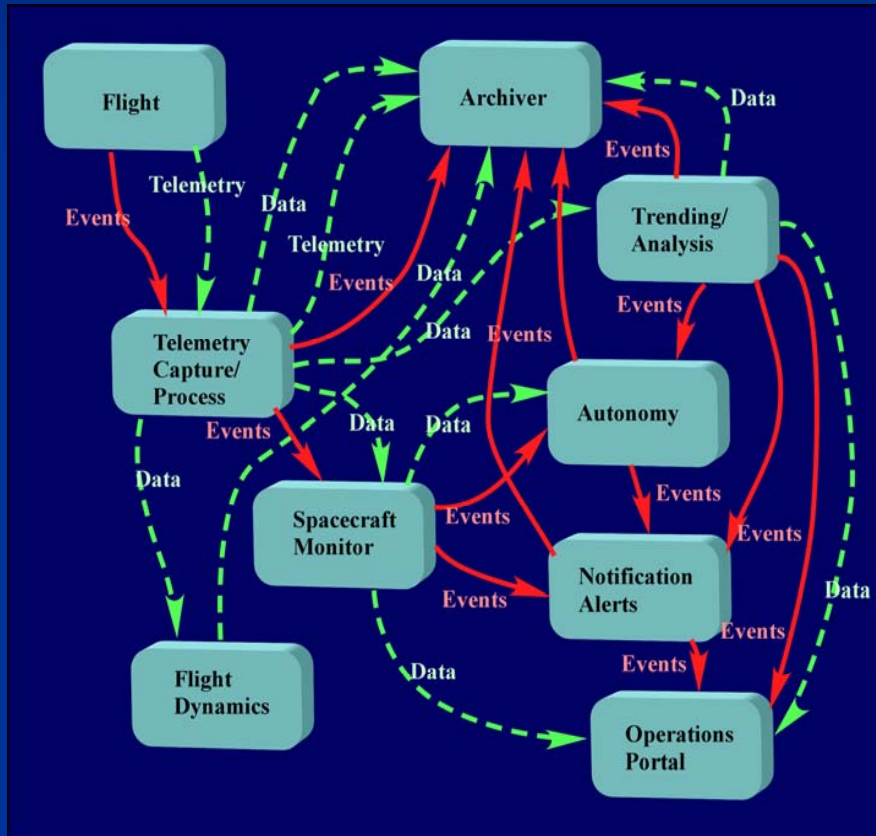 Flight
Archiver
Data
Events
Telemetry
Trending/
Analysis
Data
Events
Telemetry
Events
Data
Data
Events
Telemetry
Capture/
Process
Events
Autonomy
Events
Data
Data
Data
Events
Spacecraft
Monitor
Events
Events
Notification
Alerts
Events
Data
Events
Events
Flight
Dynamics
Data
Operations
Portal